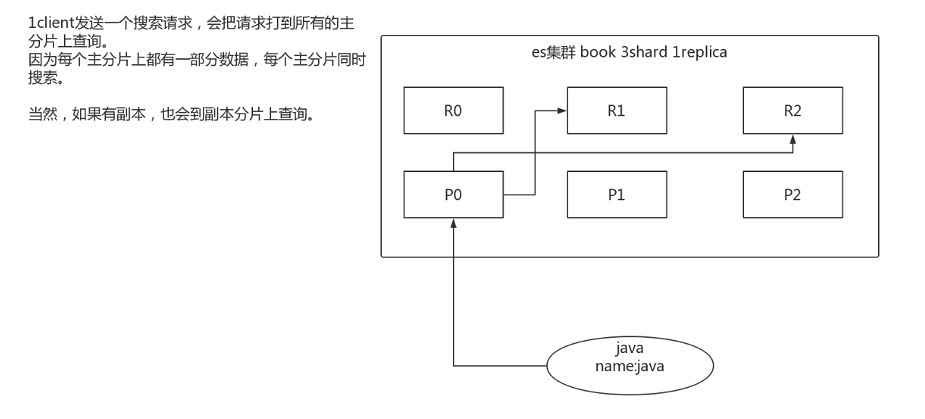 1client发送一个搜索请求，会把请求打到所有的主
分片上查询。
因为每个主分片上都有一部分数据，每个主分片同时
搜索。
当然，如果有副本，也会到副本分片上查询。
es集群 book 3shard 1replica
R0
R1
R2
P0
P1
P2
java
name:java